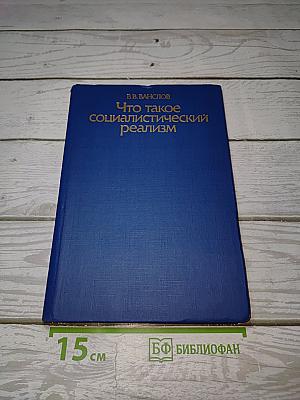 В.В.ВАНСЛОВ
Что такое
социалистический
реализм
15 см
БФ БИБЛИОФАН